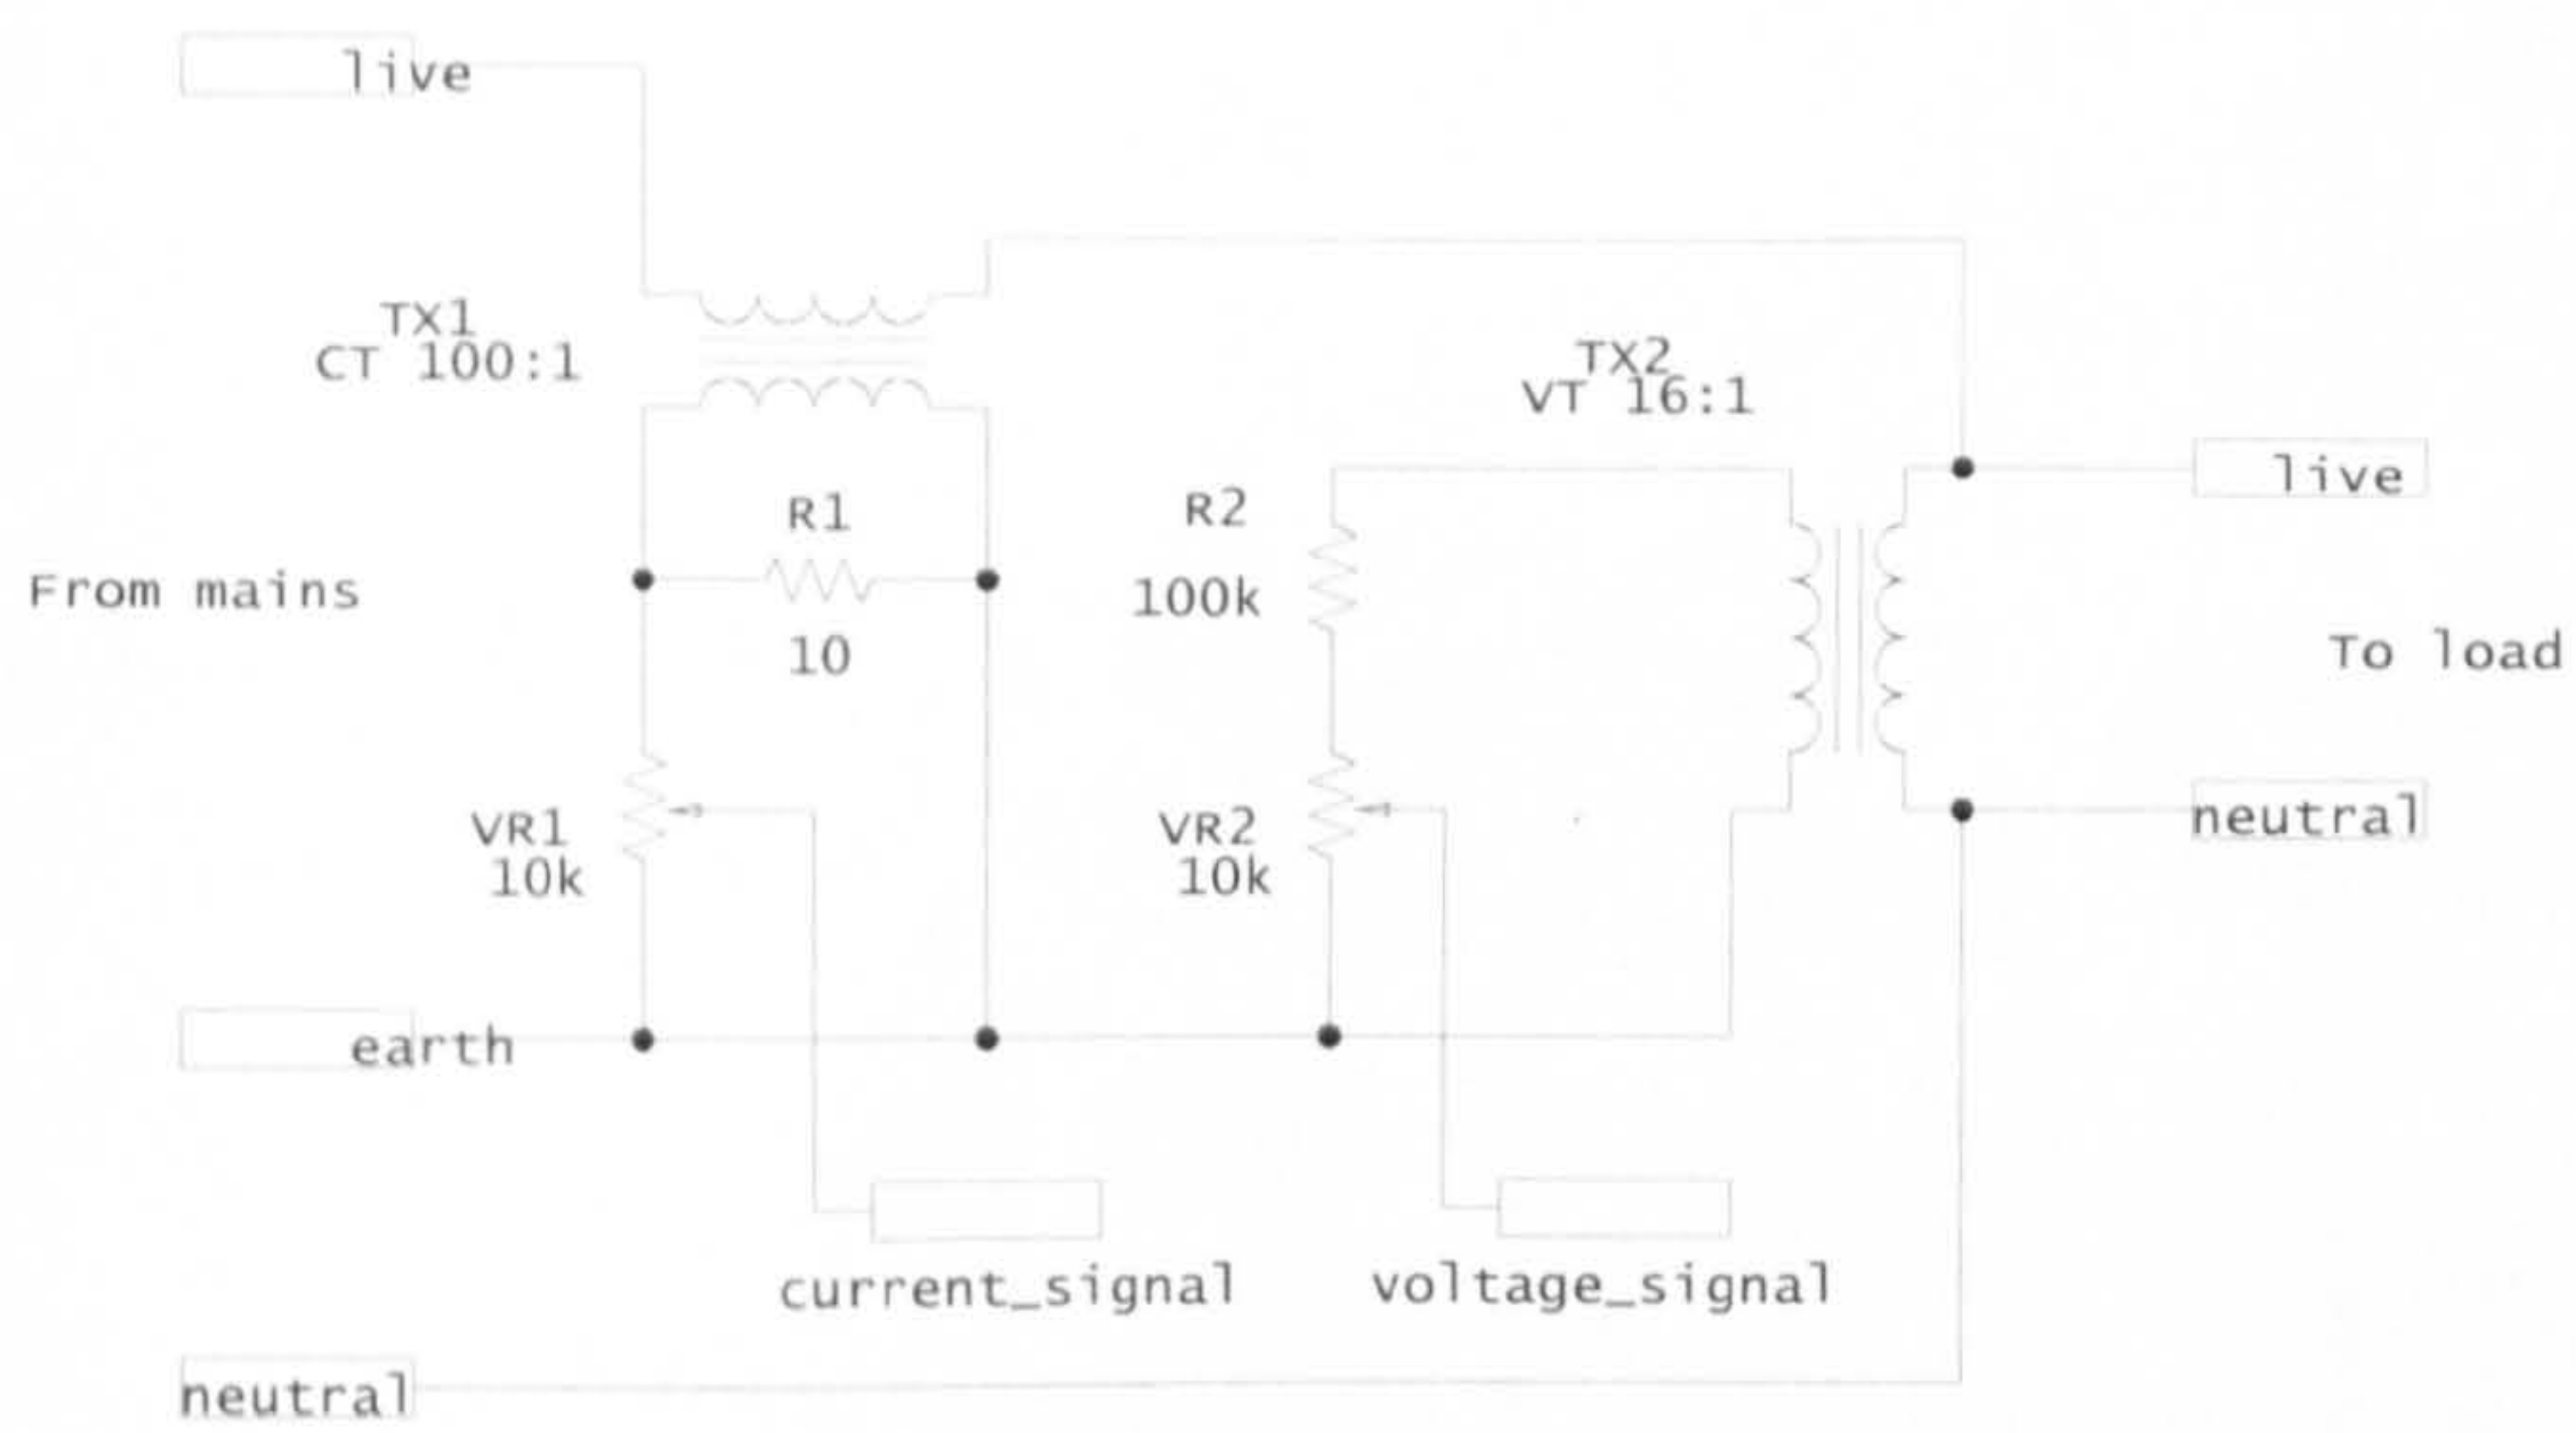 live
TX1
CT 100:1
TX2
VT 16:1
live
R1
10
R2
100k
From mains
To load
VR1
10k
VR2
10k
neutral
earth
current_signal
voltage_signal
neutral